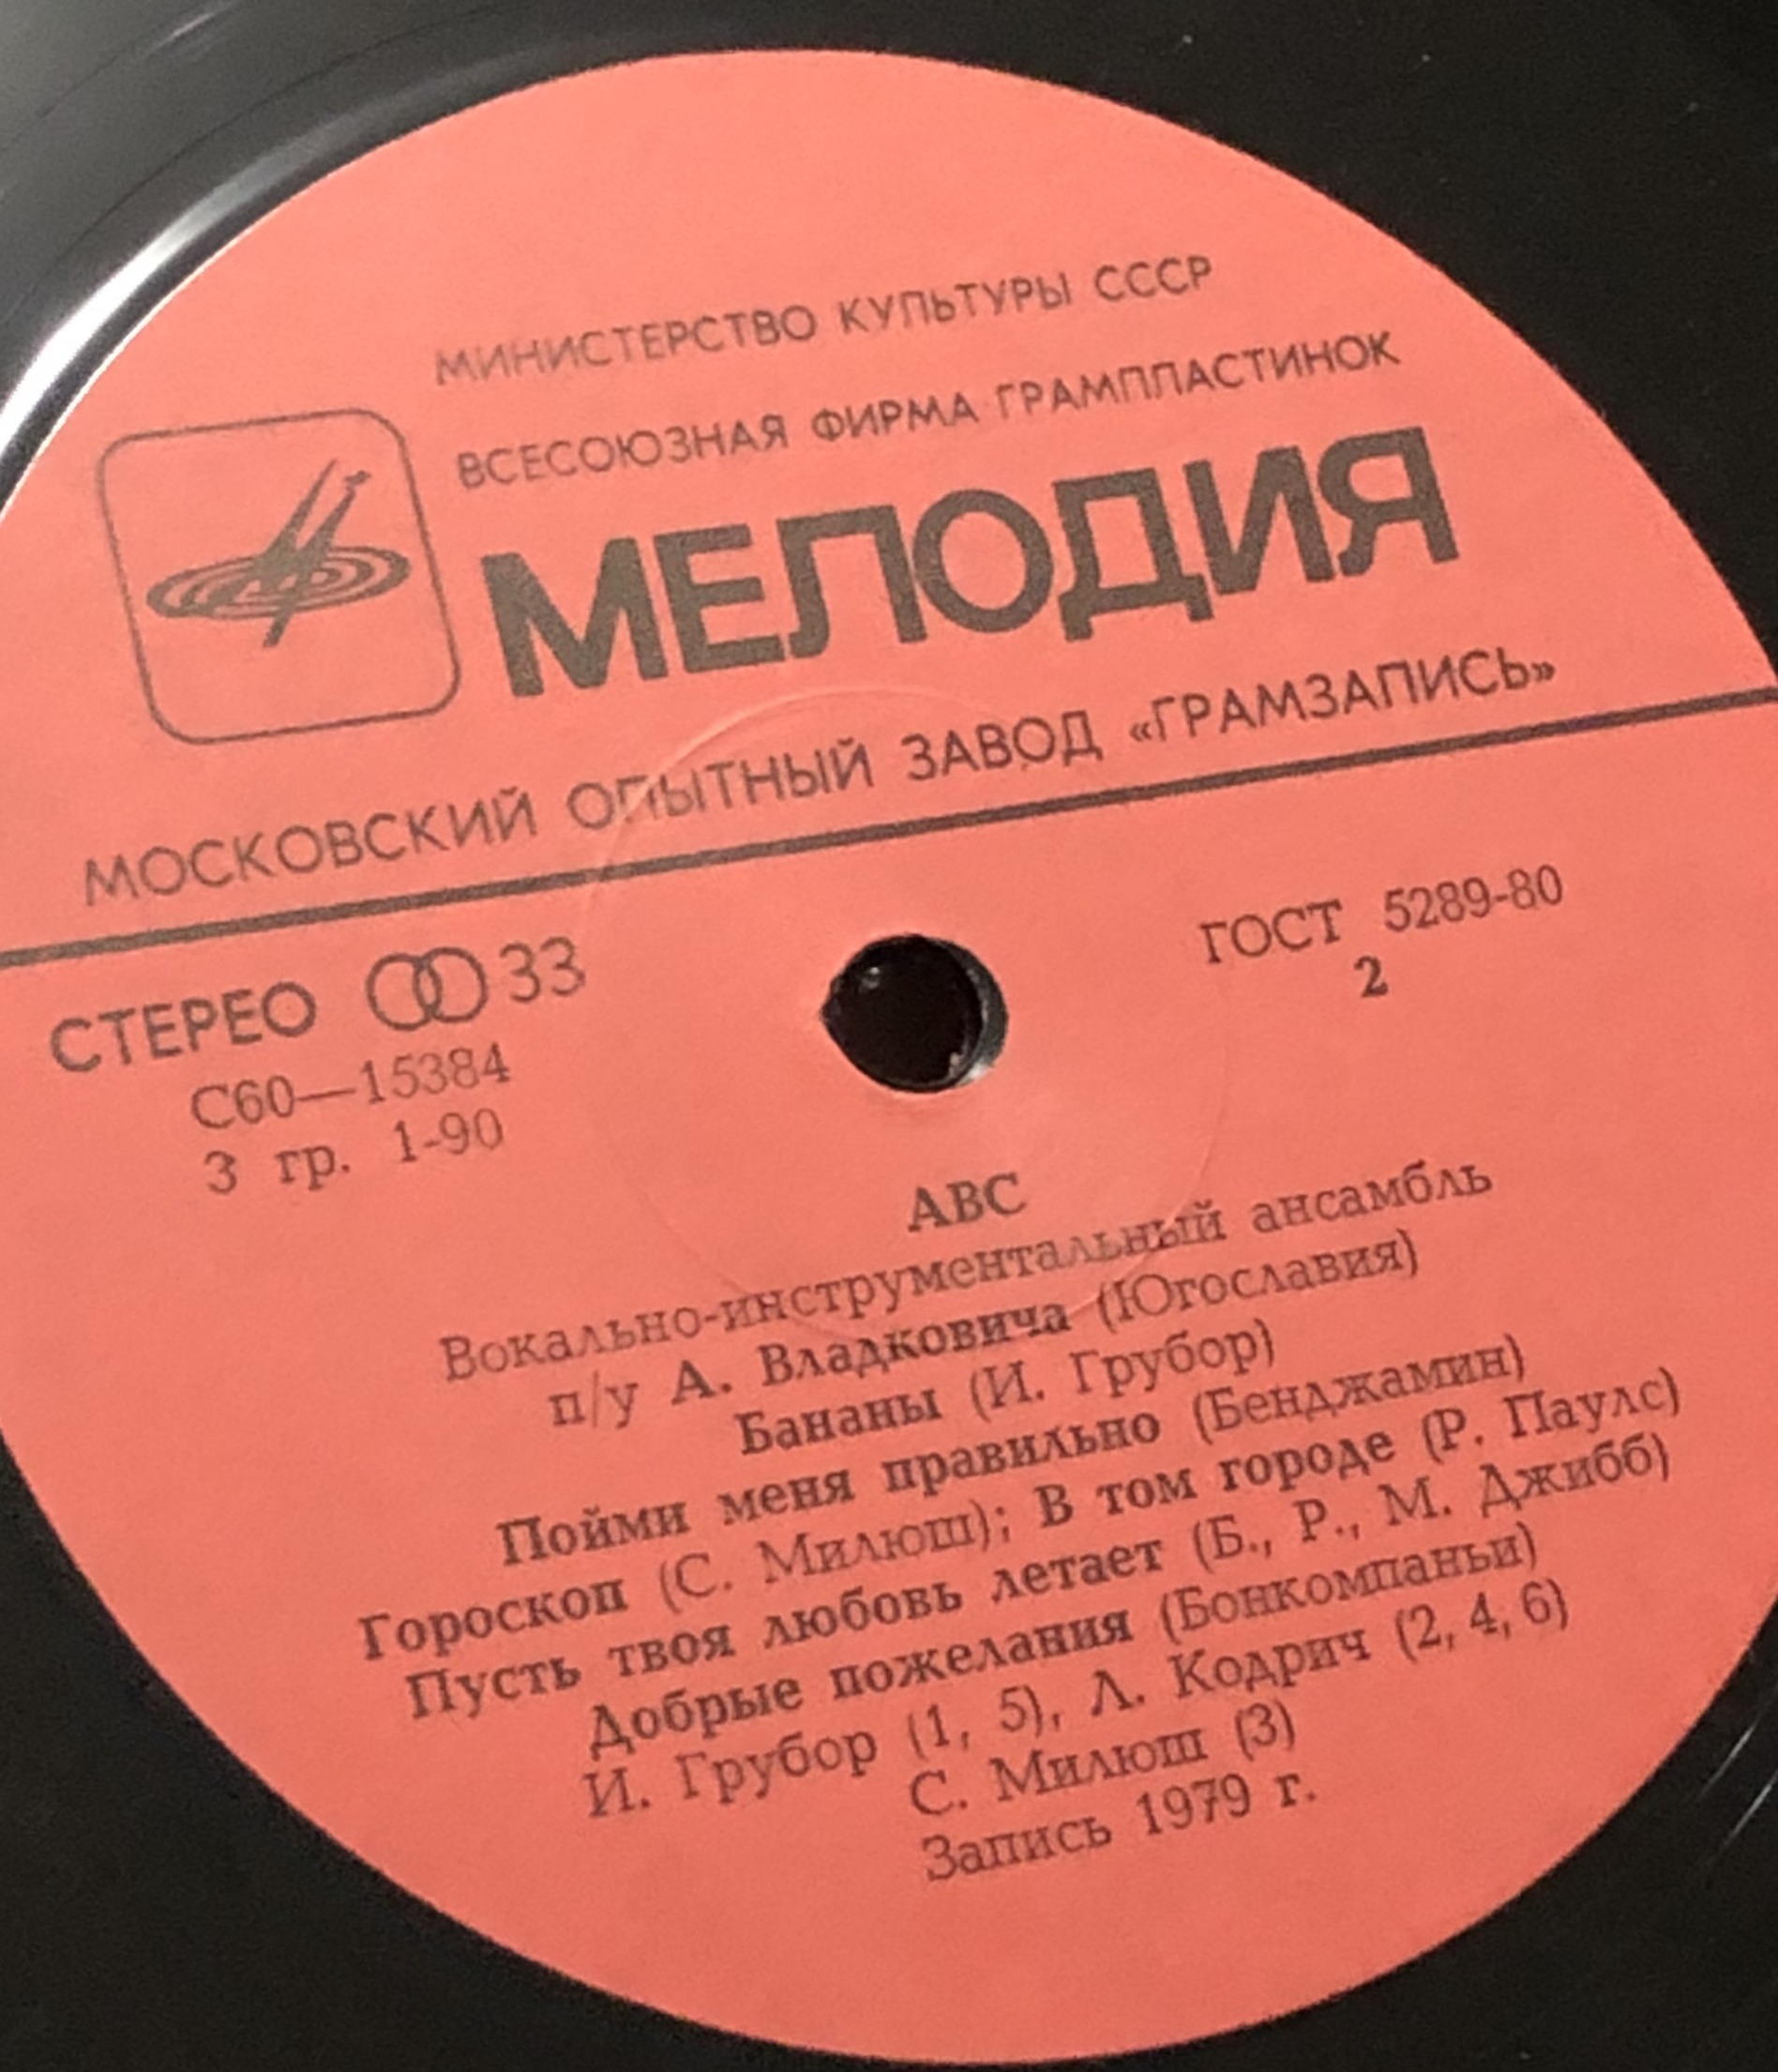 МИНИСТЕРСТВО КУЛЬТУРЫ СССР
ВСЕСОЮЗНАЯ ФИРМА ГРАМПЛАСТИНОК
МЕЛОДИЯ
МОСКОВСКИЙ ОПЫТНЫЙ ЗАВОД «ГРАМЗАПИСЬ»
СТЕРЕО 33
ГОСТ 5289-80
С60—15384
2
3 гр. 1-90
АВС
Вокально-инструментальный ансамбль
п/у А. Владковича (Югославия)
Бананы (И. Грубор)
Пойми меня правильно (Бенджамин)
Гороскоп (С. Милюш); В том городе (Р. Паулс)
Пусть твоя любовь летает (Б., Р., М. Джибб)
Добрые пожелания (Бонкомпаньи)
И. Грубор (1, 5), Л. Кодрич (2, 4, 6)
С. Милюш (3)
Запись 1979 г.